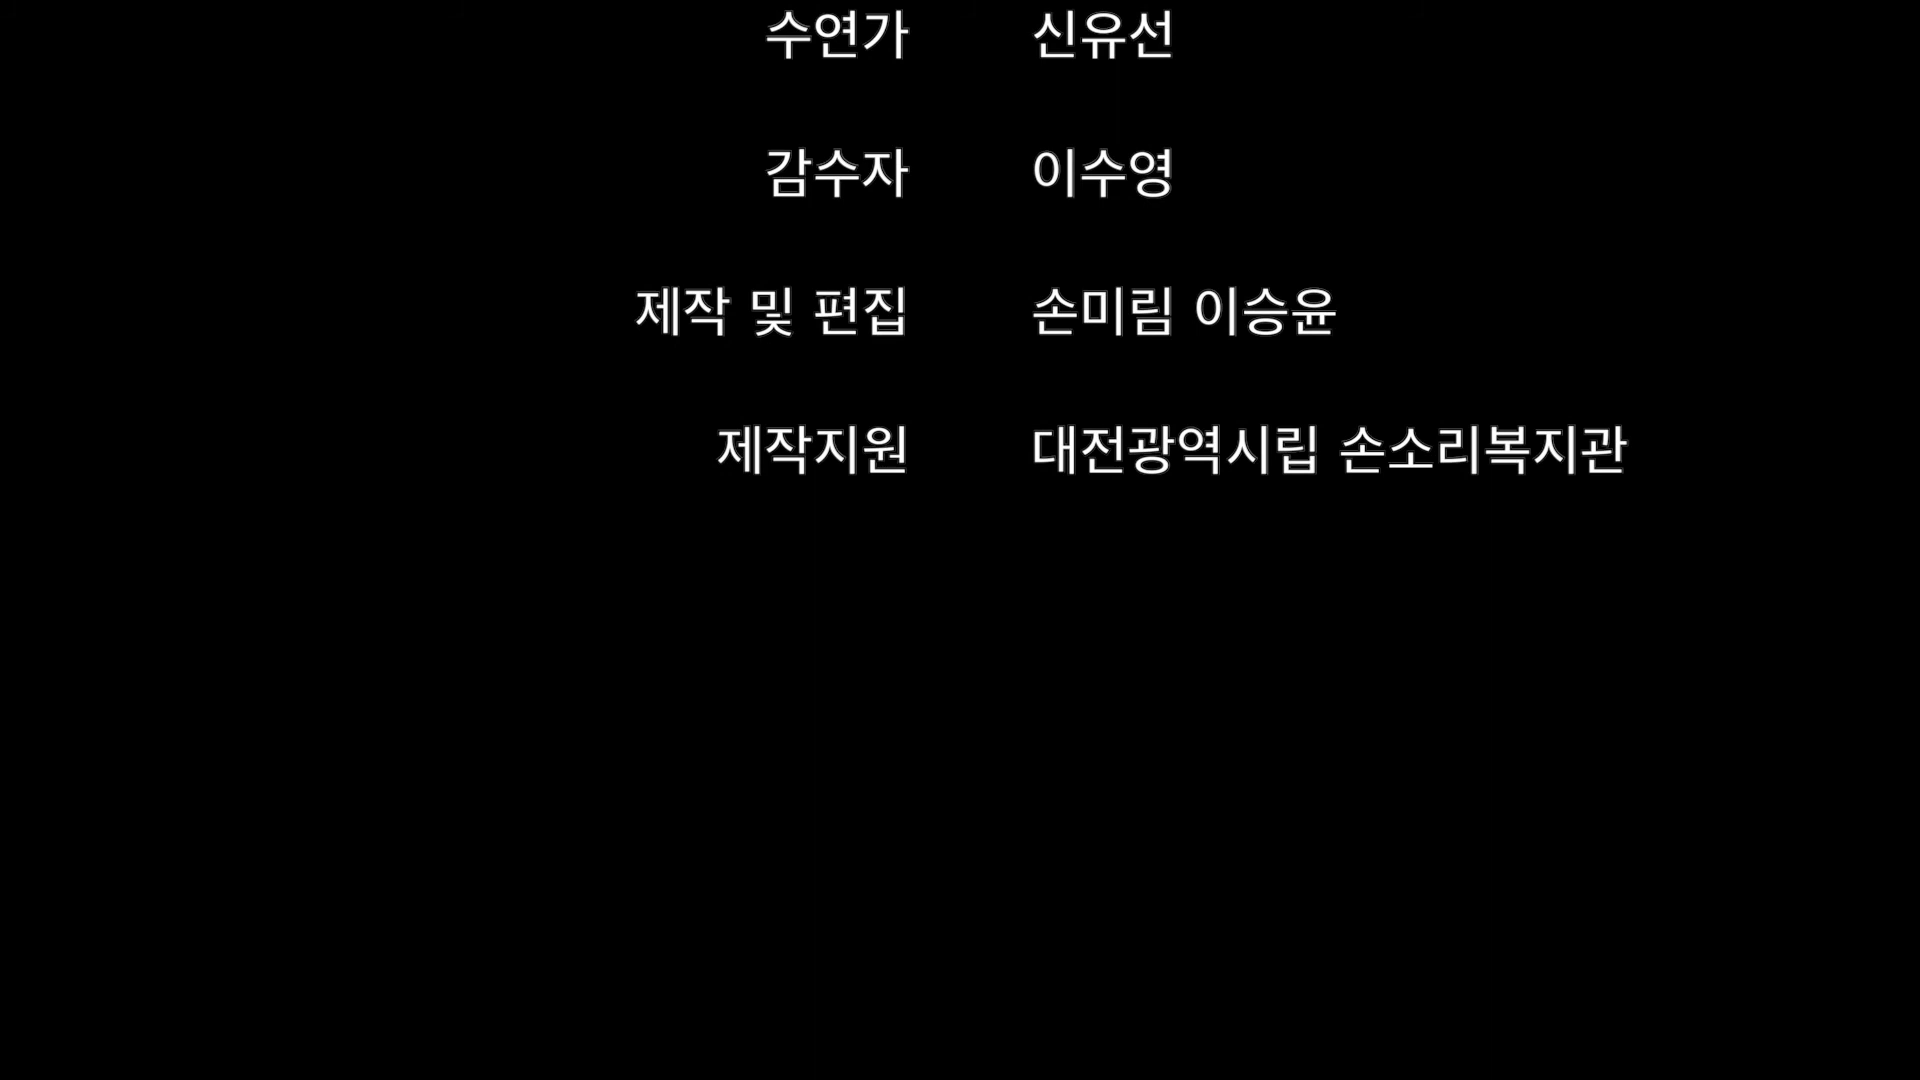 수연가 신유선
감수자 이수영
제작 및 편집 손미림 이승윤
제작지원 대전광역시립 손소리복지관